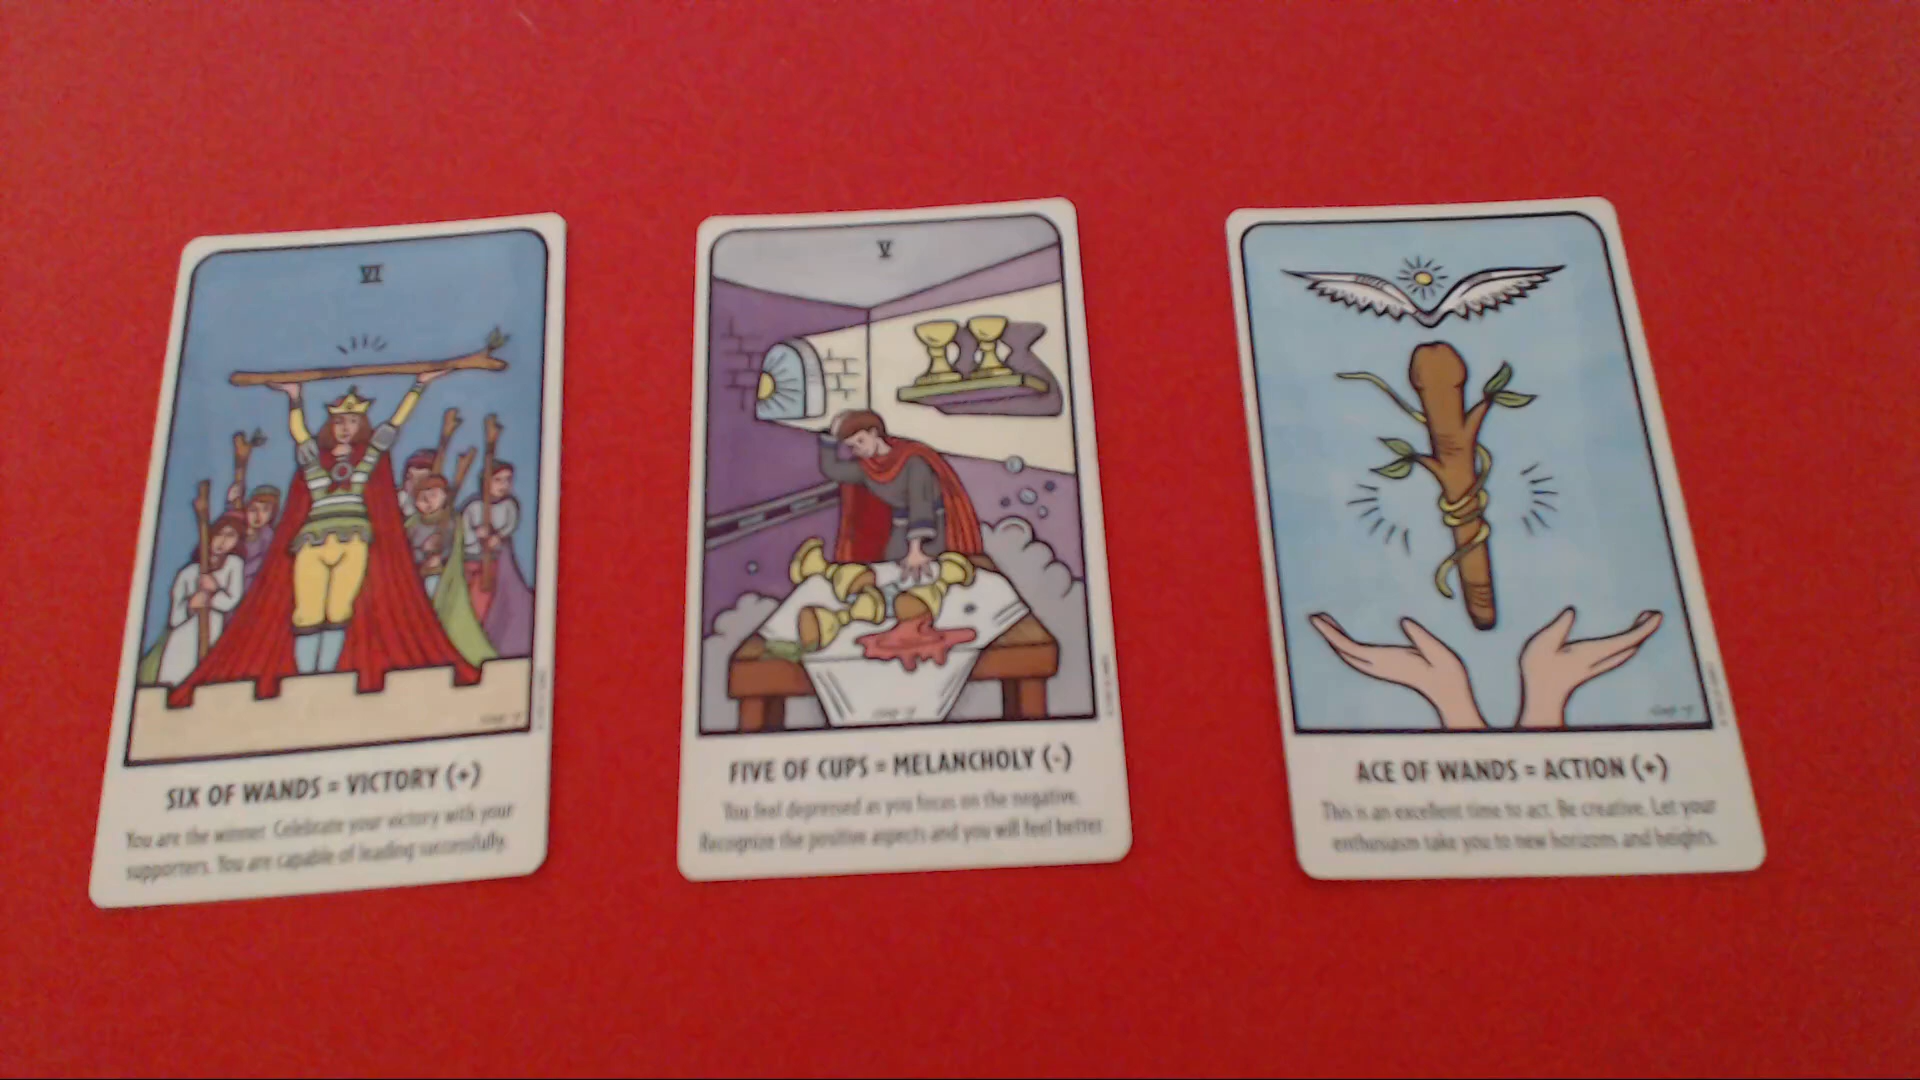 VI
SIX OF WANDS = VICTORY (+)
You are the winner. Celebrate your victory with your
supporters. You are capable of leading successfully.
V
FIVE OF CUPS = MELANCHOLY (-)
You feel depressed as you focus on the negative.
Recognize the positive aspects and you will feel better.
ACE OF WANDS = ACTION (+)
This is an excellent time to act. Be creative. Let your
enthusiasm take you to new horizons and heights.